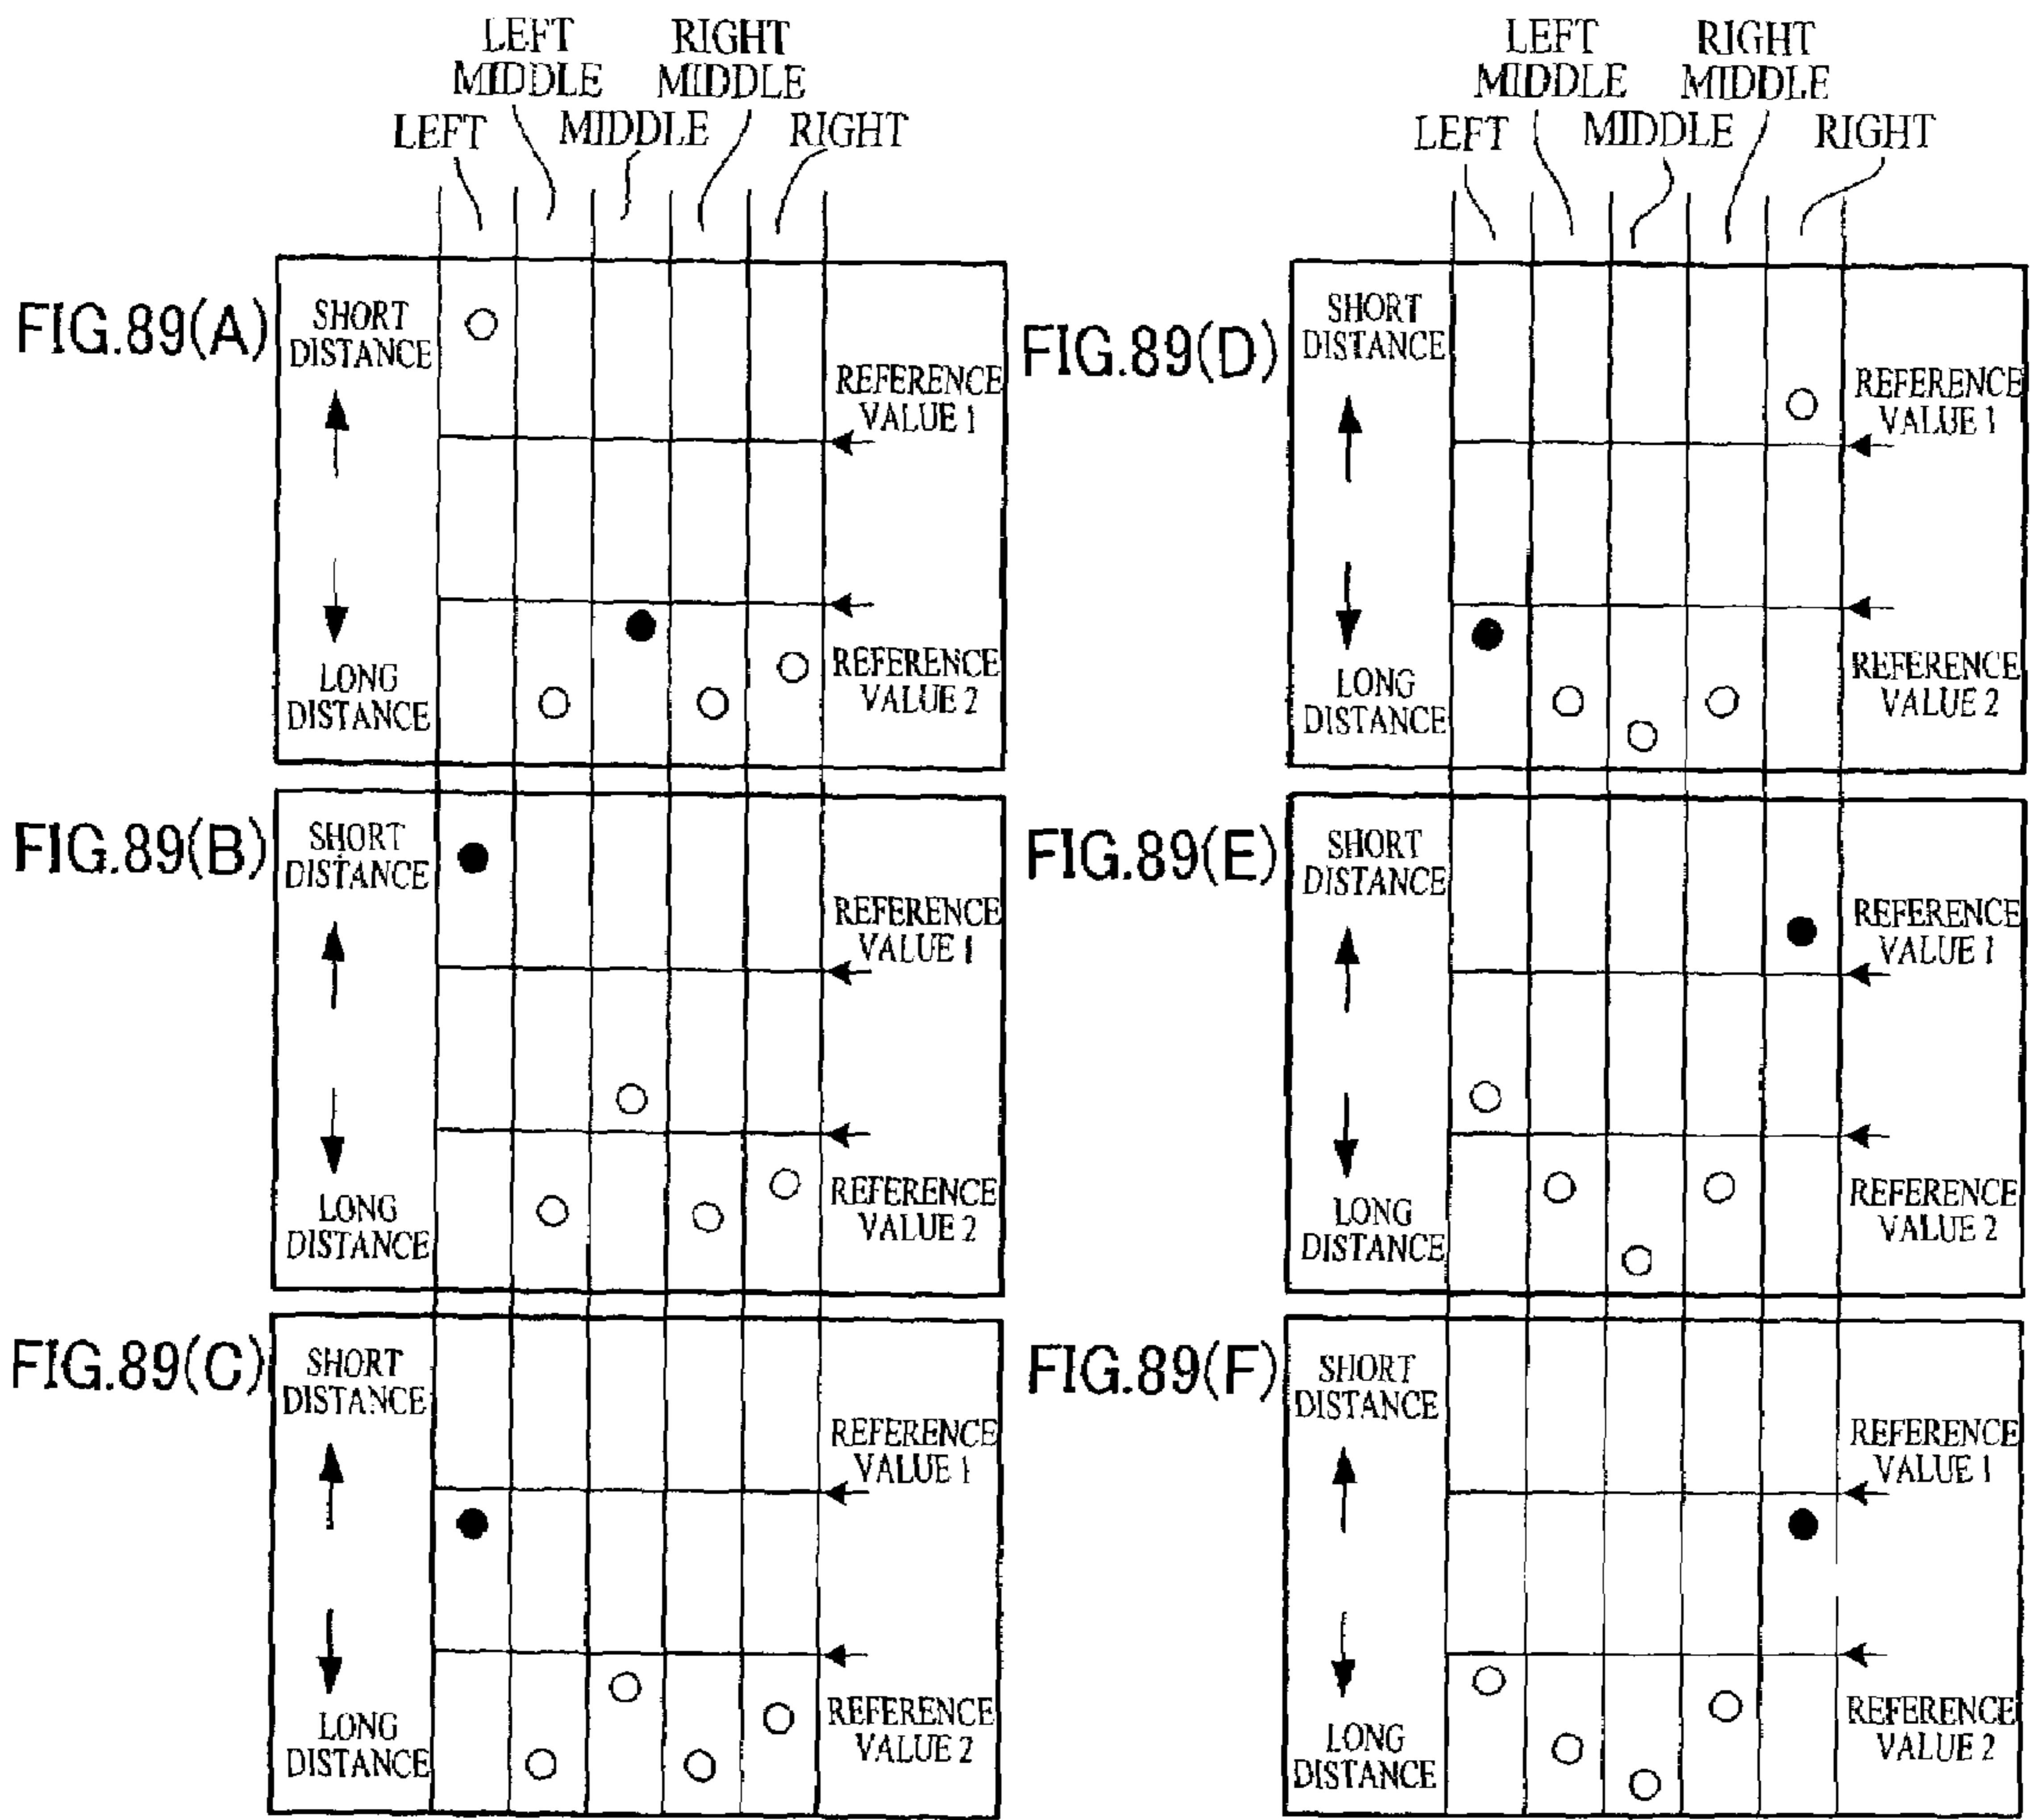 LEFT
MIDDLE
RIGHT
MIDDLE
LEFT
MIDDLE
RIGHT
FIG.89(A)
SHORT
DISTANCE
REFERENCE
VALUE 1
LONG
DISTANCE
REFERENCE
VALUE 2
FIG.89(B)
SHORT
DISTANCE
REFERENCE
VALUE 1
LONG
DISTANCE
REFERENCE
VALUE 2
FIG.89(C)
SHORT
DISTANCE
REFERENCE
VALUE 1
LONG
DISTANCE
REFERENCE
VALUE 2
LEFT
MIDDLE
RIGHT
MIDDLE
LEFT
MIDDLE
RIGHT
FIG.89(D)
SHORT
DISTANCE
REFERENCE
VALUE 1
LONG
DISTANCE
REFERENCE
VALUE 2
FIG.89(E)
SHORT
DISTANCE
REFERENCE
VALUE 1
LONG
DISTANCE
REFERENCE
VALUE 2
FIG.89(F)
SHORT
DISTANCE
REFERENCE
VALUE 1
LONG
DISTANCE
REFERENCE
VALUE 2